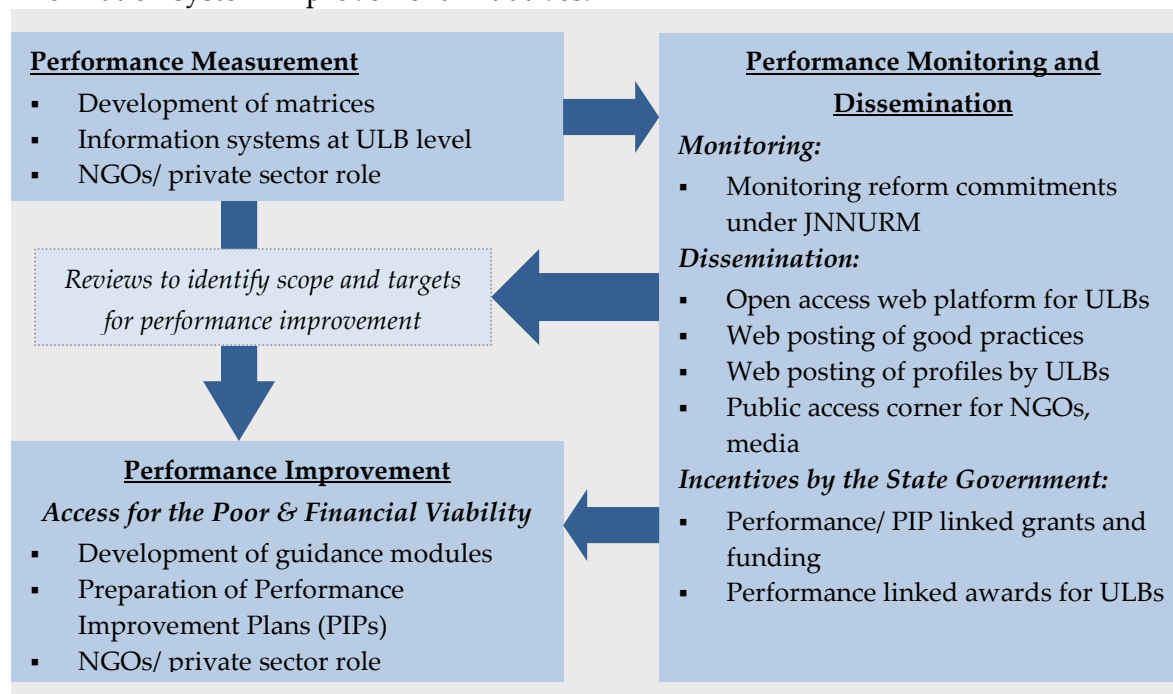 Performance Measurement
▪ Development of matrices
▪ Information systems at ULB level
▪ NGOs/ private sector role
Reviews to identify scope and targets
for performance improvement
Performance Improvement
Access for the Poor & Financial Viability
▪ Development of guidance modules
▪ Preparation of Performance
Improvement Plans (PIPs)
▪ NGOs/ private sector role
Performance Monitoring and
Dissemination
Monitoring:
▪ Monitoring reform commitments
under JNNURM
Dissemination:
▪ Open access web platform for ULBs
▪ Web posting of good practices
▪ Web posting of profiles by ULBs
▪ Public access corner for NGOs,
media
Incentives by the State Government:
▪ Performance/ PIP linked grants and
funding
▪ Performance linked awards for ULBs